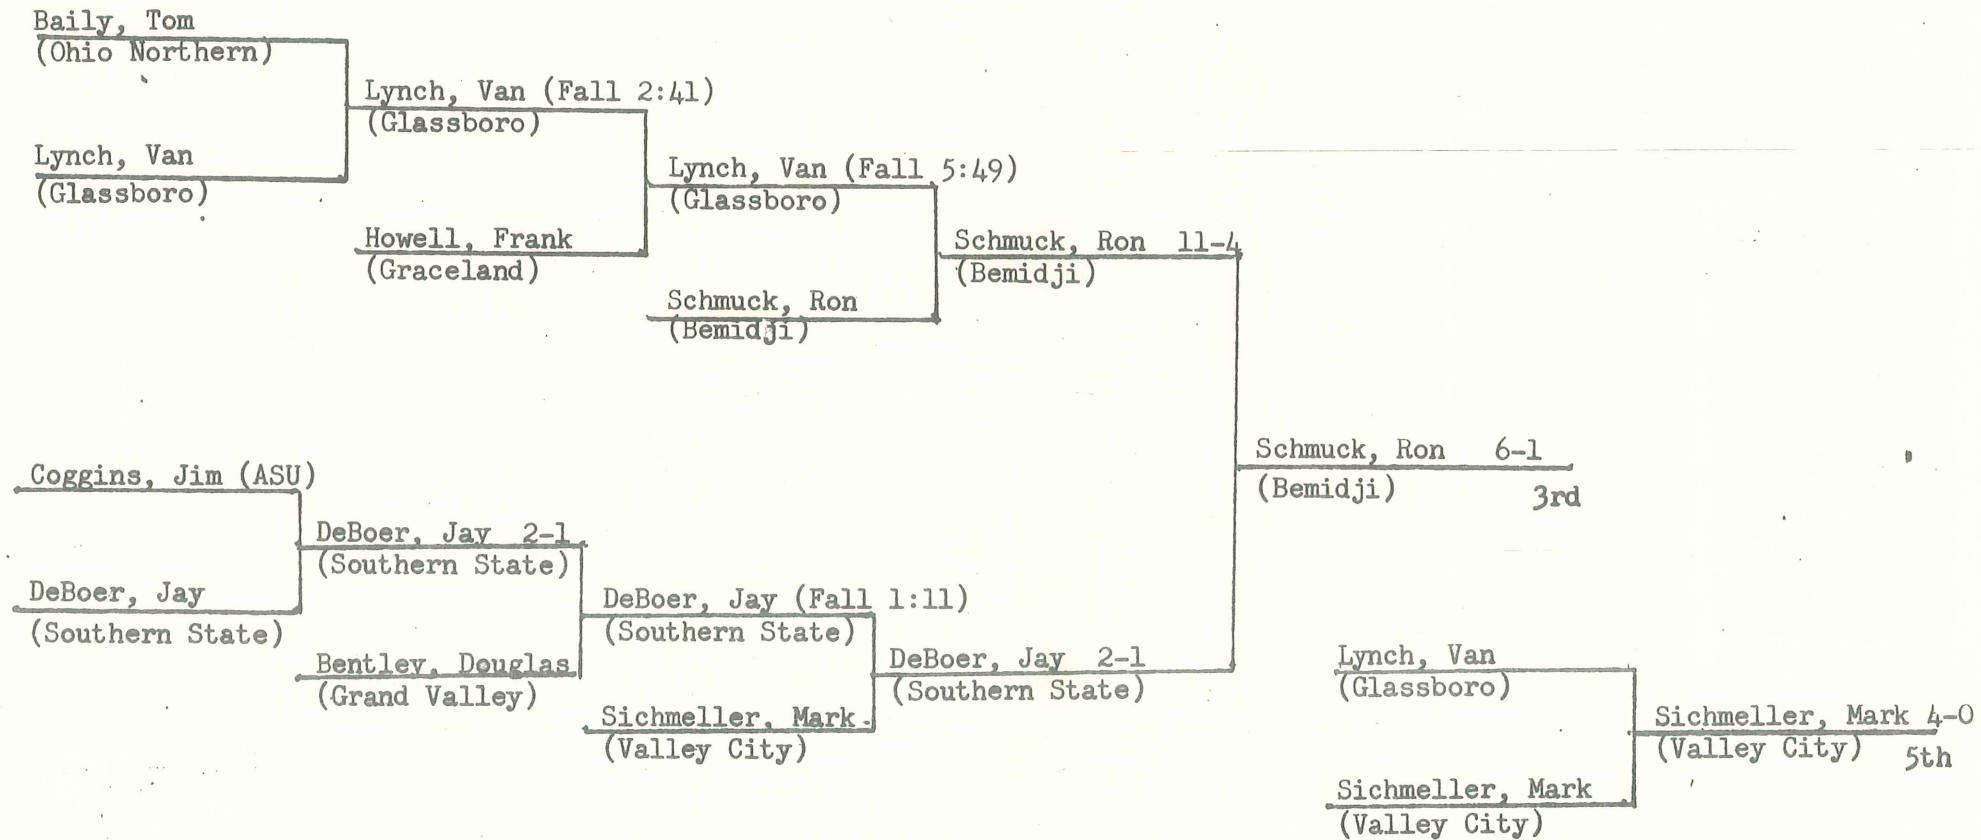 Baily, Tom
(Ohio Northern)
Lynch, Van (Fall 2:41)
(Glassboro)
Lynch, Van
(Glassboro)
Lynch, Van (Fall 5:49)
(Glassboro)
Howell, Frank
(Graceland)
Schmuck, Ron 11-4
(Bemidji)
Schmuck, Ron
(Bemidji)
Schmuck, Ron 6-1
(Bemidji) 3rd
Coggins, Jim (ASU)
DeBoer, Jay 2-1
(Southern State)
DeBoer, Jay
(Southern State)
DeBoer, Jay (Fall 1:11)
(Southern State)
Bentley, Douglas
(Grand Valley)
DeBoer, Jay 2-1
(Southern State)
Sichmeller, Mark
(Valley City)
Lynch, Van
(Glassboro)
Sichmeller, Mark 4-0
(Valley City) 5th
Sichmeller, Mark
(Valley City)